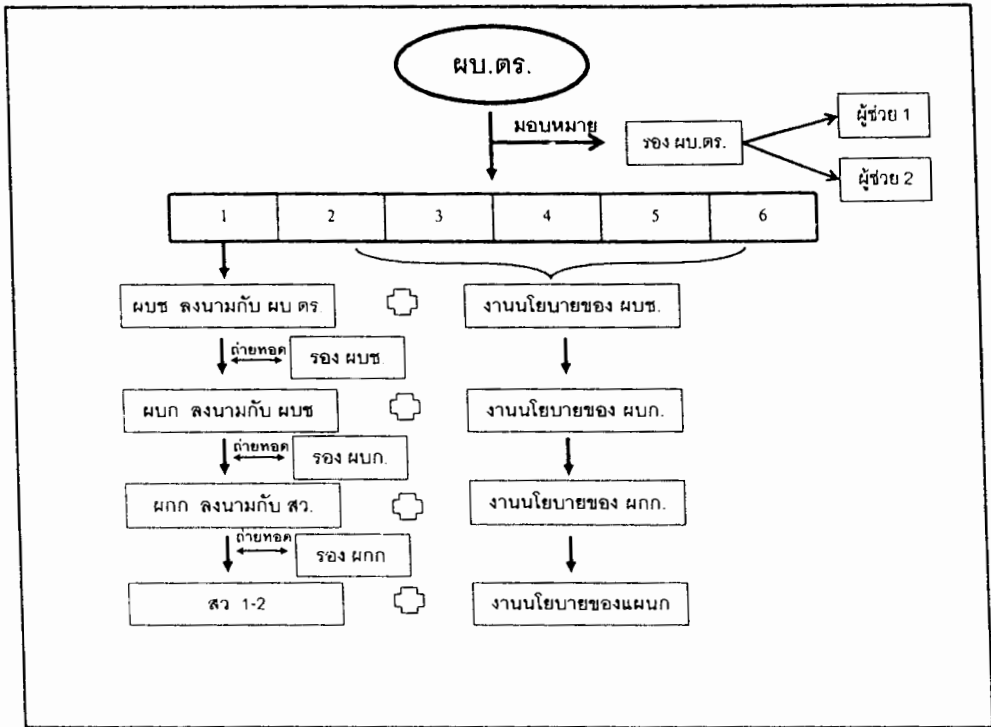 ผบ.ตร.
มอบหมาย
รอง ผบ.ตร.
ผู้ช่วย 1
ผู้ช่วย 2
1 2 3 4 5 6
ผบช ลงนามกับ ผบ ตร
งานนโยบายของ ผบช.
ถ่ายทอด
รอง ผบช.
ผบก ลงนามกับ ผบช
งานนโยบายของ ผบก.
ถ่ายทอด
รอง ผบก.
ผกก ลงนามกับ สว.
งานนโยบายของ ผกก.
ถ่ายทอด
รอง ผกก
สว 1-2
งานนโยบายของแผนก